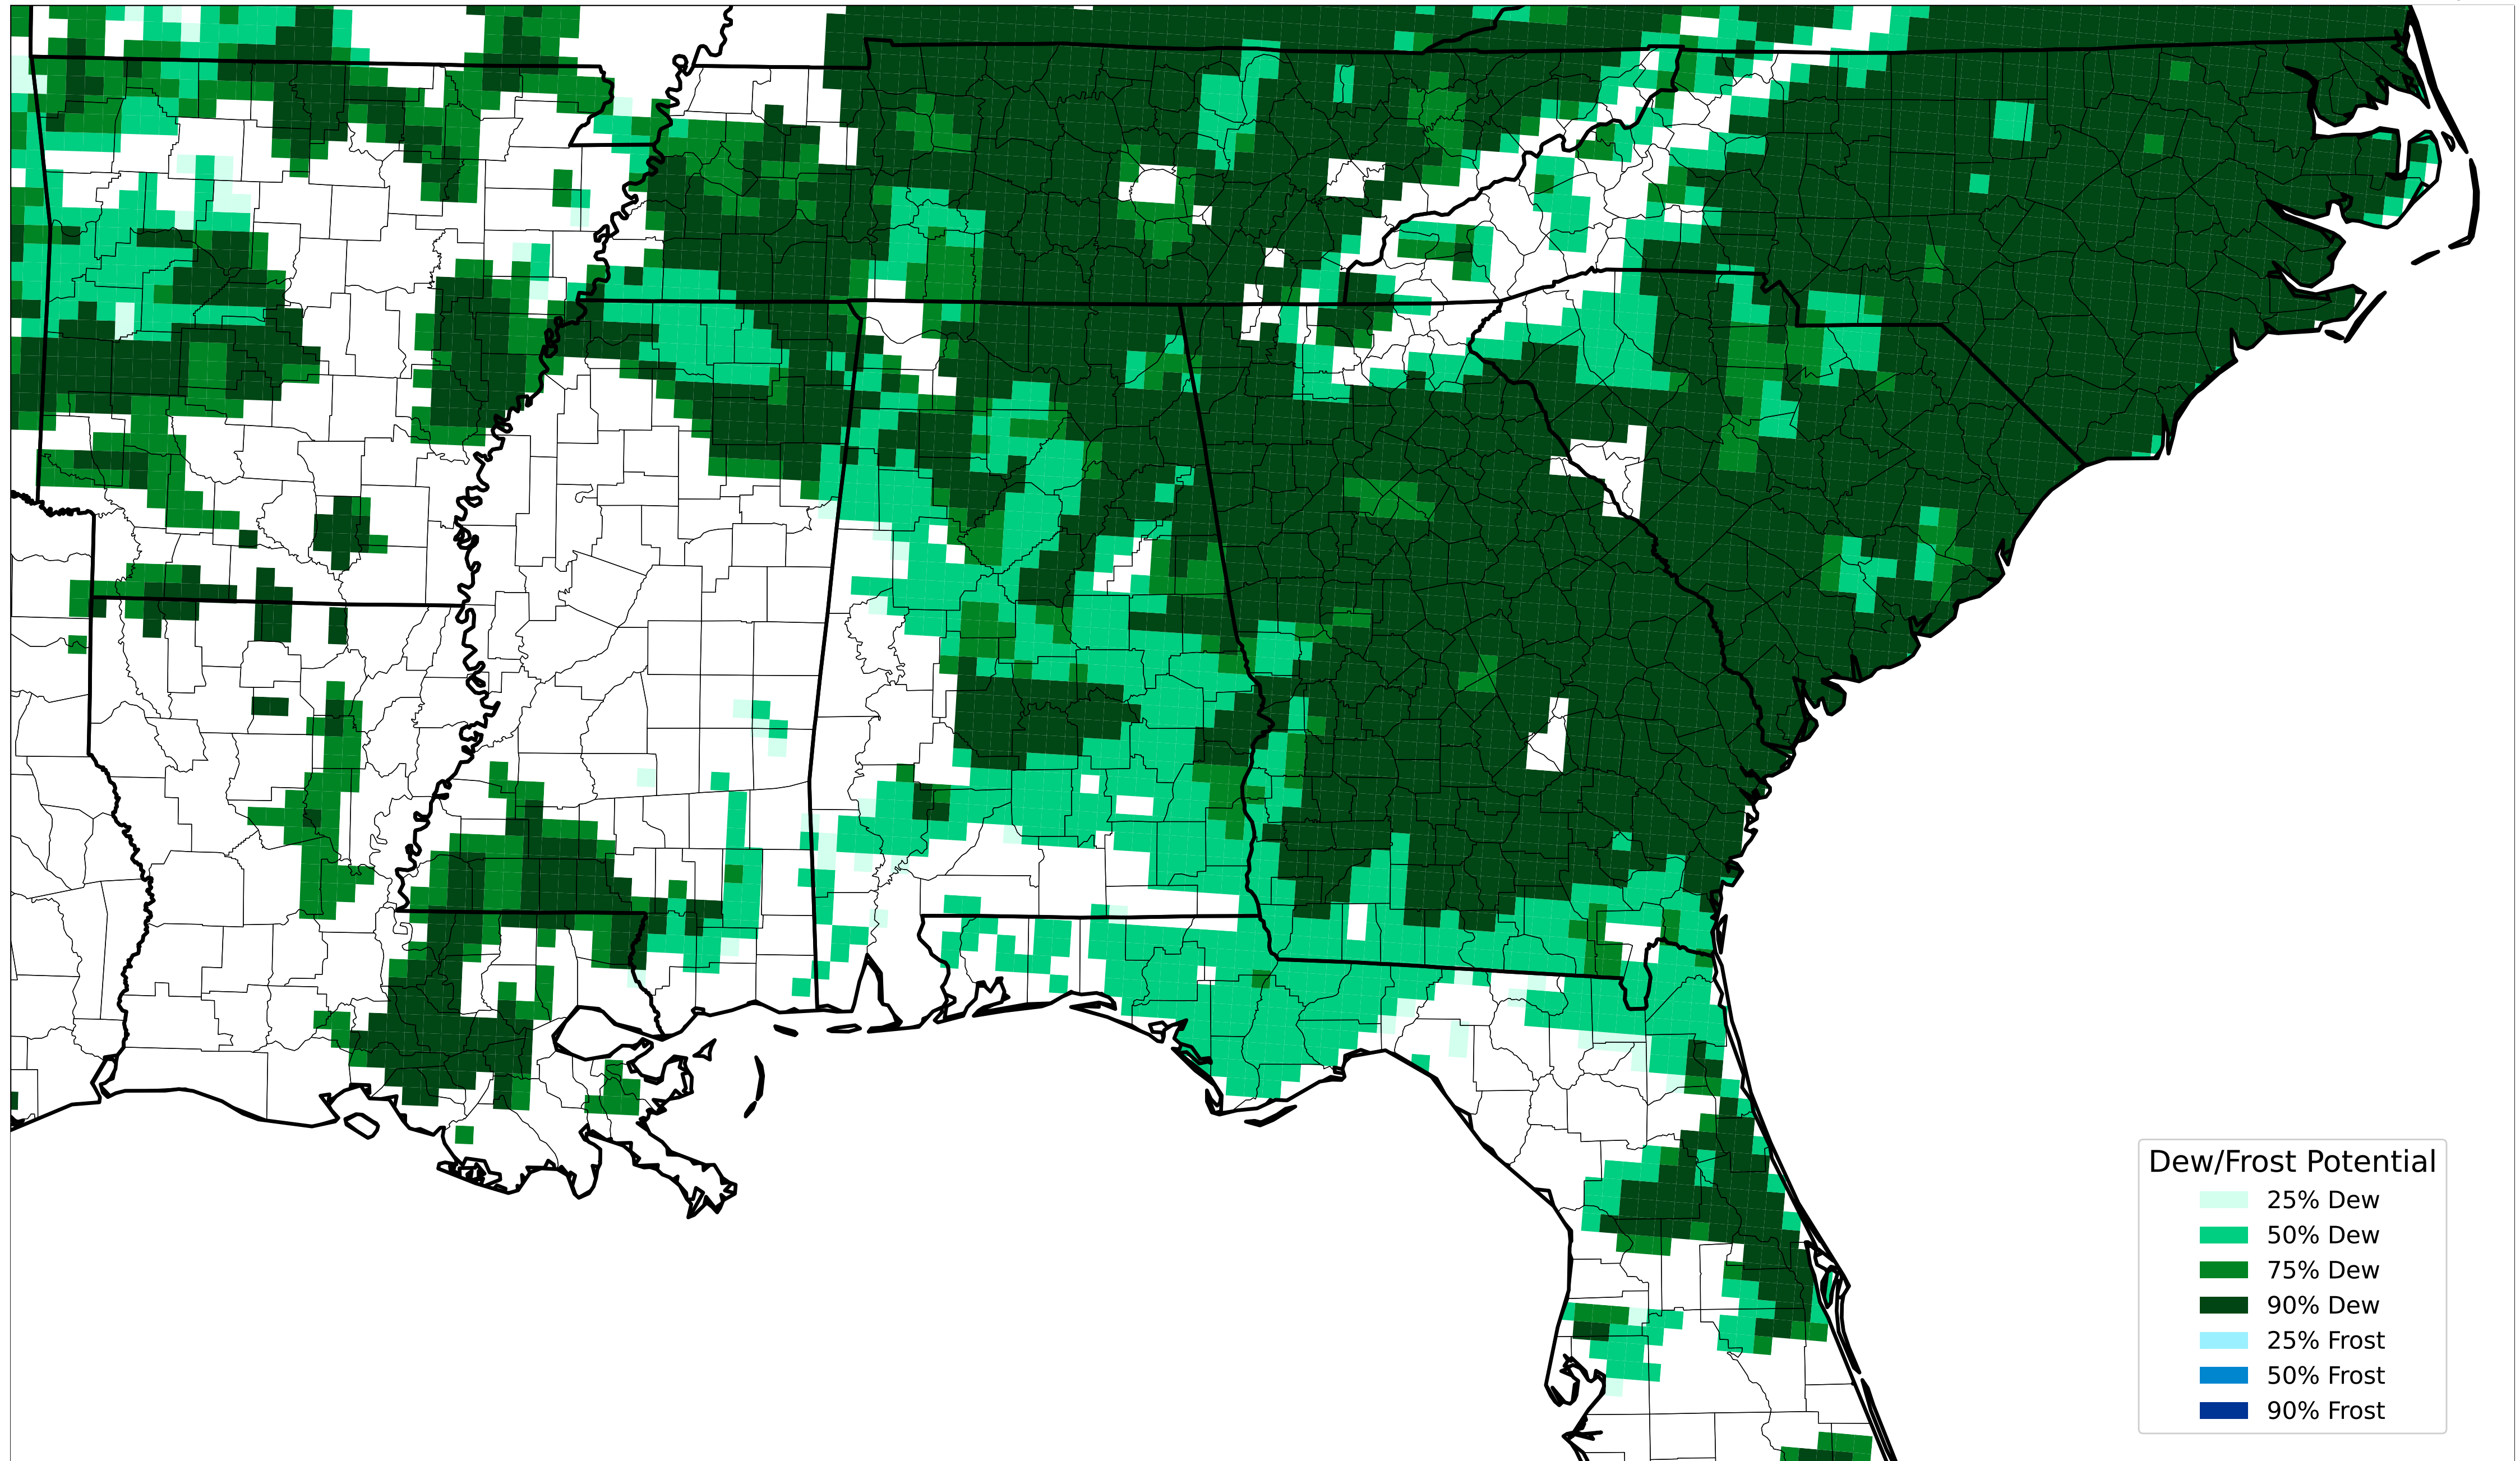 Dew/Frost Potential
25% Dew
50% Dew
75% Dew
90% Dew
25% Frost
50% Frost
90% Frost